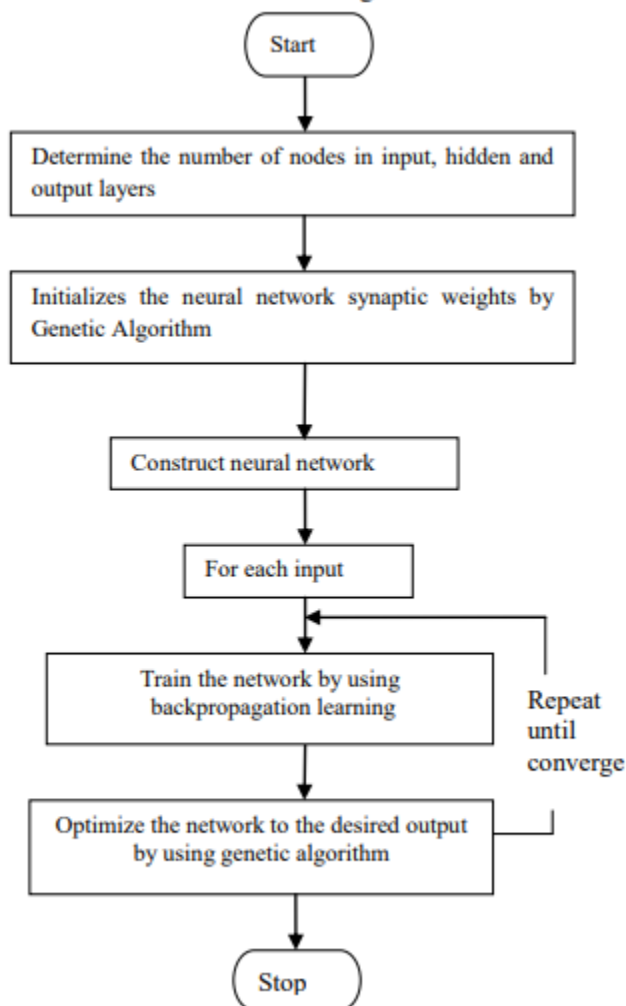 Start
Determine the number of nodes in input, hidden and
output layers
Initializes the neural network synaptic weights by
Genetic Algorithm
Construct neural network
For each input
Train the network by using
backpropagation learning
Repeat
until
converge
Optimize the network to the desired output
by using genetic algorithm
Stop